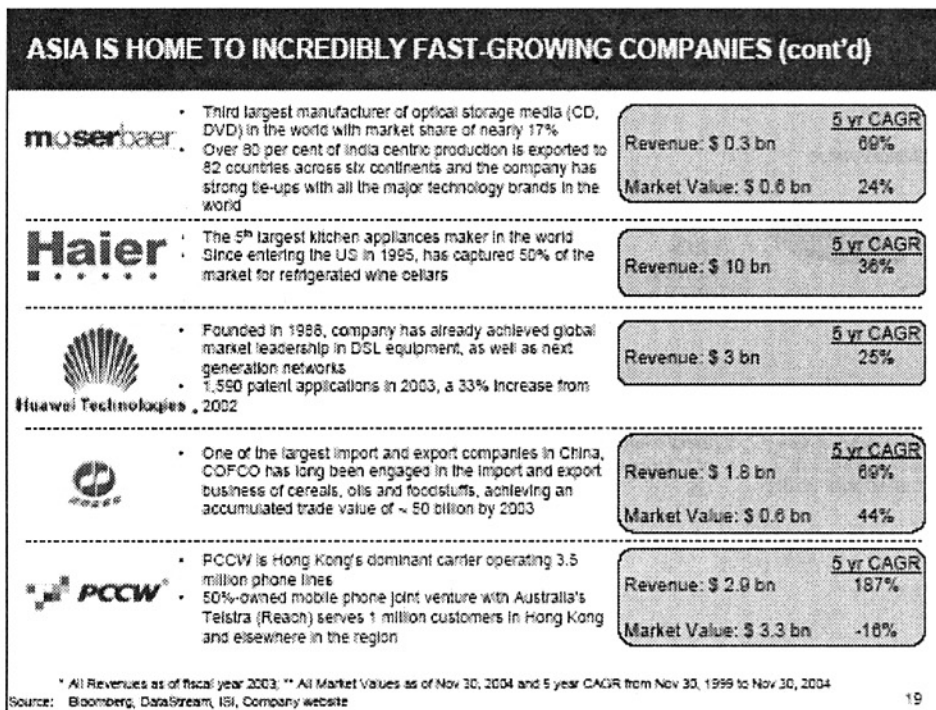 ASIA IS HOME TO INCREDIBLY FAST-GROWING COMPANIES (cont'd)
moserbaer
• Third largest manufacturer of optical storage media (CD,
DVD) in the world with market share of nearly 17%
• Over 80 per cent of India centric production is exported to
82 countries across six continents and the company has
strong tie-ups with all the major technology brands in the
world
5 yr CAGR
Revenue: $ 0.3 bn 69%
Market Value: $ 0.6 bn 24%
Haier
• The 5th largest kitchen appliances maker in the world
• Since entering the US in 1995, has captured 50% of the
market for refrigerated wine cellars
5 yr CAGR
Revenue: $ 10 bn 36%
Huawei Technologies
• Founded in 1988, company has already achieved global
market leadership in DSL equipment, as well as next
generation networks
• 1,590 patent applications in 2003, a 33% increase from
2002
5 yr CAGR
Revenue: $ 3 bn 25%
• One of the largest import and export companies in China,
COFCO has long been engaged in the import and export
business of cereals, oils and foodstuffs, achieving an
accumulated trade value of ~ 50 billion by 2003
5 yr CAGR
Revenue: $ 1.8 bn 69%
Market Value: $ 0.6 bn 44%
PCCW
• PCCW is Hong Kong's dominant carrier operating 3.5
million phone lines
• 50%-owned mobile phone joint venture with Australia's
Telstra (Reach) serves 1 million customers in Hong Kong
and elsewhere in the region
5 yr CAGR
Revenue: $ 2.9 bn 187%
Market Value: $ 3.3 bn -16%
* All Revenues as of fiscal year 2003; ** All Market Values as of Nov 30, 2004 and 5 year CAGR from Nov 30, 1999 to Nov 30, 2004
Source: Bloomberg, DataStream, ISI, Company website
19